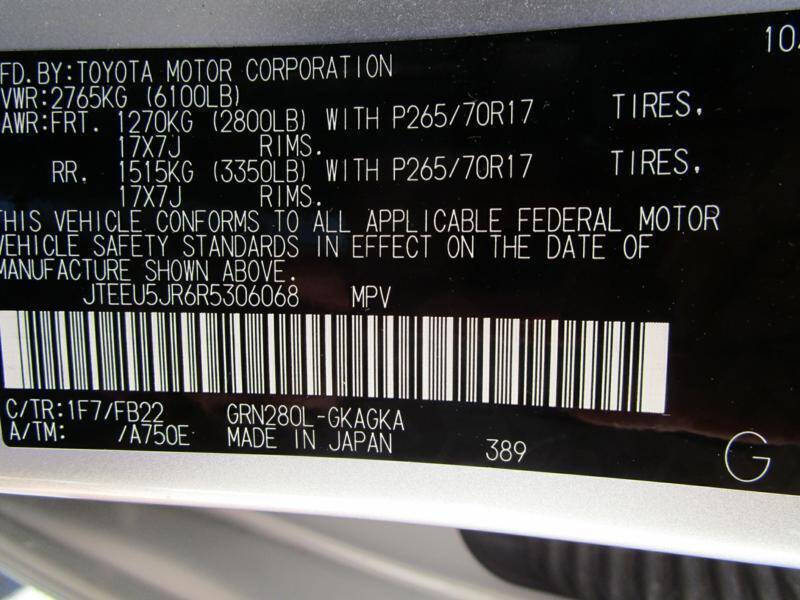 10
FD.BY:TOYOTA MOTOR CORPORATION
VWR:2765KG (6100LB)
AWR:FRT. 1270KG (2800LB) WITH P265/70R17 TIRES,
17X7J RIMS.
RR. 1515KG (3350LB) WITH P265/70R17 TIRES,
17X7J RIMS.
THIS VEHICLE CONFORMS TO ALL APPLICABLE FEDERAL MOTOR
VEHICLE SAFETY STANDARDS IN EFFECT ON THE DATE OF
MANUFACTURE SHOWN ABOVE.
JTEEU5JR6R5306068 MPV
C/TR:1F7/FB22 GRN280L-GKAGKA
A/TM: /A750E MADE IN JAPAN 389
G